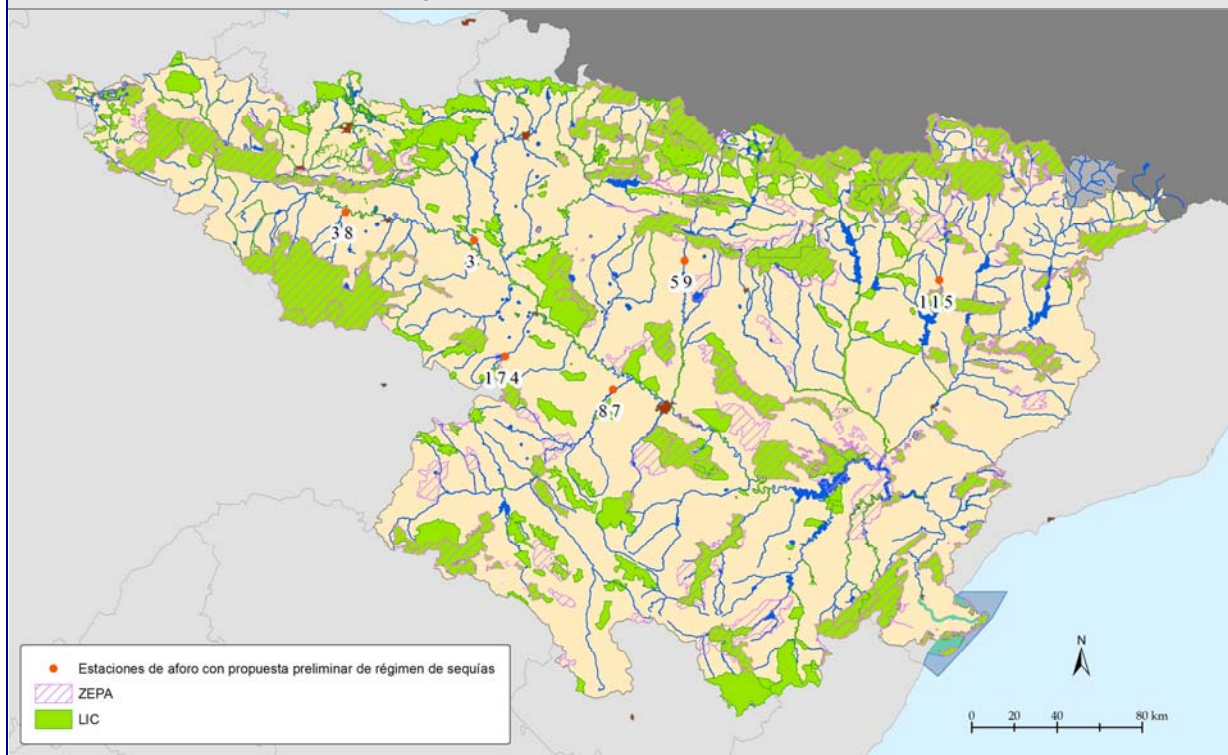 38
3
59
115
174
87
Estaciones de aforo con propuesta preliminar de régimen de sequías
ZEPA
LIC
N
0 20 40 80 km